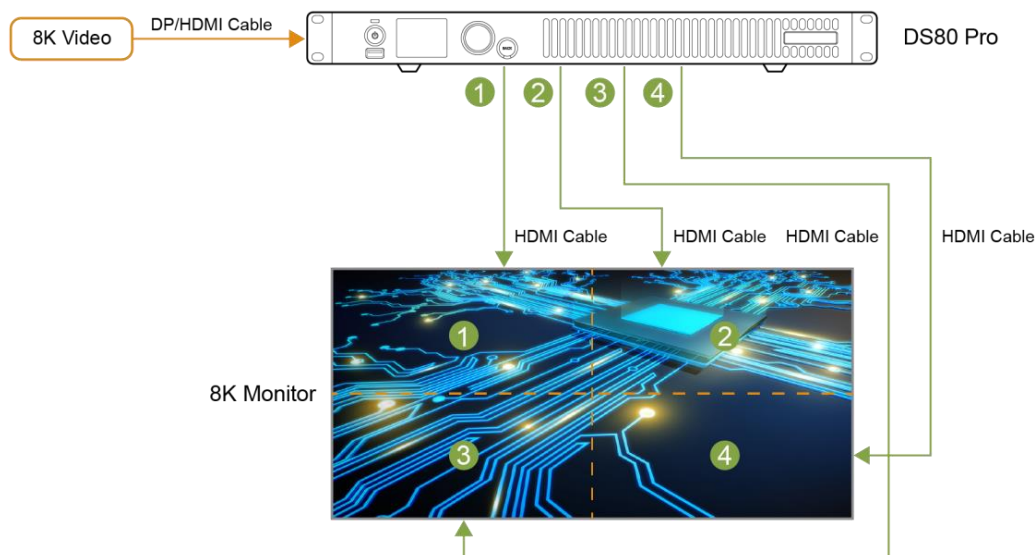 8K Video
DP/HDMI Cable
DS80 Pro
1
2
3
4
HDMI Cable
HDMI Cable
HDMI Cable
HDMI Cable
8K Monitor
1
2
3
4